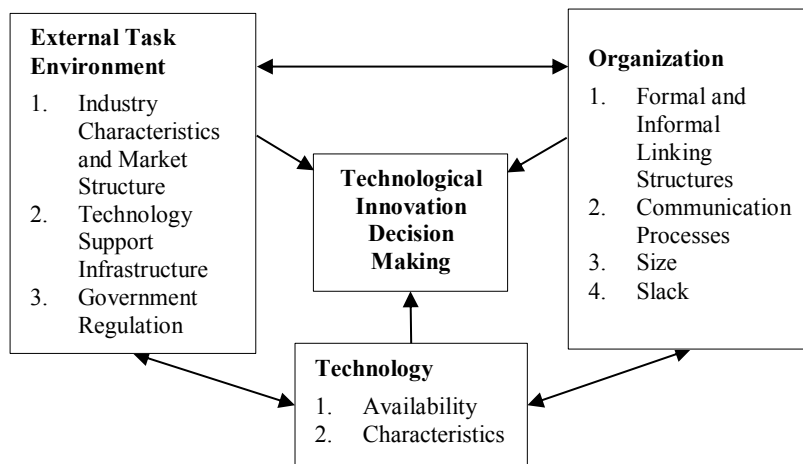 External Task
Environment
1. Industry
Characteristics
and Market
Structure
2. Technology
Support
Infrastructure
3. Government
Regulation
Technological
Innovation
Decision
Making
Organization
1. Formal and
Informal
Linking
Structures
2. Communication
Processes
3. Size
4. Slack
Technology
1. Availability
2. Characteristics